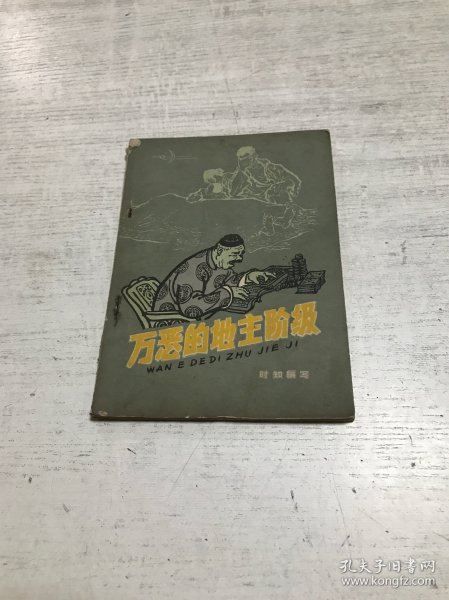 万恶的地主阶级
WAN E DE DI ZHU JIE JI
时知编写
孔夫子旧书网
www.kongfz.com